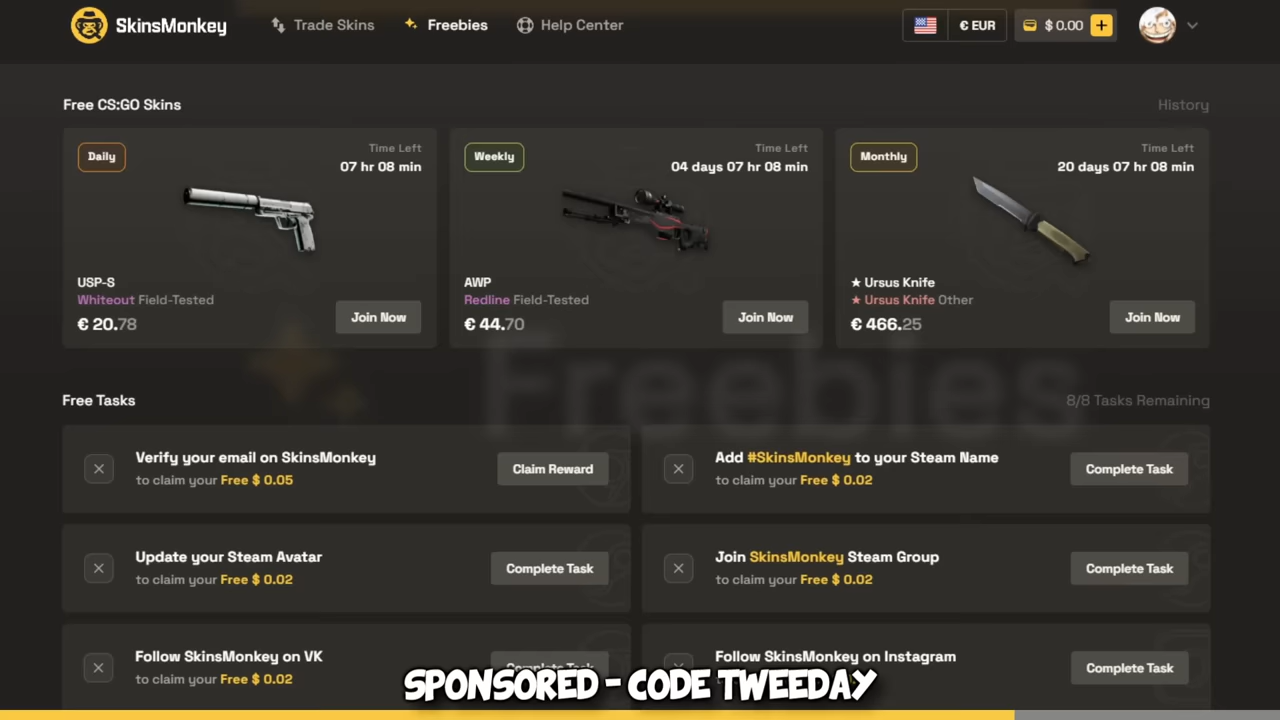 SkinsMonkey
Trade Skins
Freebies
Help Center
€ EUR
$ 0.00
Free CS:GO Skins
History
Daily
Time Left
07 hr 08 min
USP-S
Whiteout Field-Tested
€ 20.78
Join Now
Weekly
Time Left
04 days 07 hr 08 min
AWP
Redline Field-Tested
€ 44.70
Join Now
Monthly
Time Left
20 days 07 hr 08 min
★ Ursus Knife
★ Ursus Knife Other
€ 466.25
Join Now
Freebies
Free Tasks
8/8 Tasks Remaining
Verify your email on SkinsMonkey
to claim your Free $ 0.05
Claim Reward
Add #SkinsMonkey to your Steam Name
to claim your Free $ 0.02
Complete Task
Update your Steam Avatar
to claim your Free $ 0.02
Complete Task
Join SkinsMonkey Steam Group
to claim your Free $ 0.02
Complete Task
Follow SkinsMonkey on VK
to claim your Free $ 0.02
Complete Task
Follow SkinsMonkey on Instagram
Complete Task
SPONSORED - CODE TWEEDAY